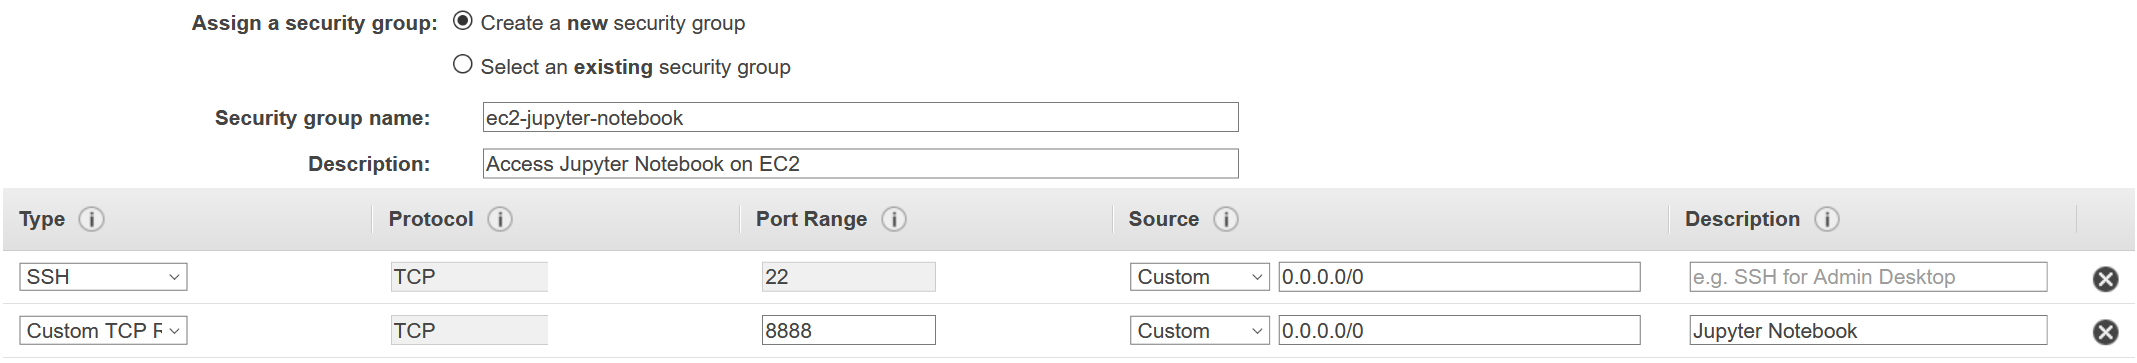 Assign a security group: Create a new security group
Select an existing security group
Security group name: ec2-jupyter-notebook
Description: Access Jupyter Notebook on EC2
Type i Protocol i Port Range i Source i Description i
SSH TCP 22 Custom 0.0.0.0/0 e.g. SSH for Admin Desktop
Custom TCP R TCP 8888 Custom 0.0.0.0/0 Jupyter Notebook